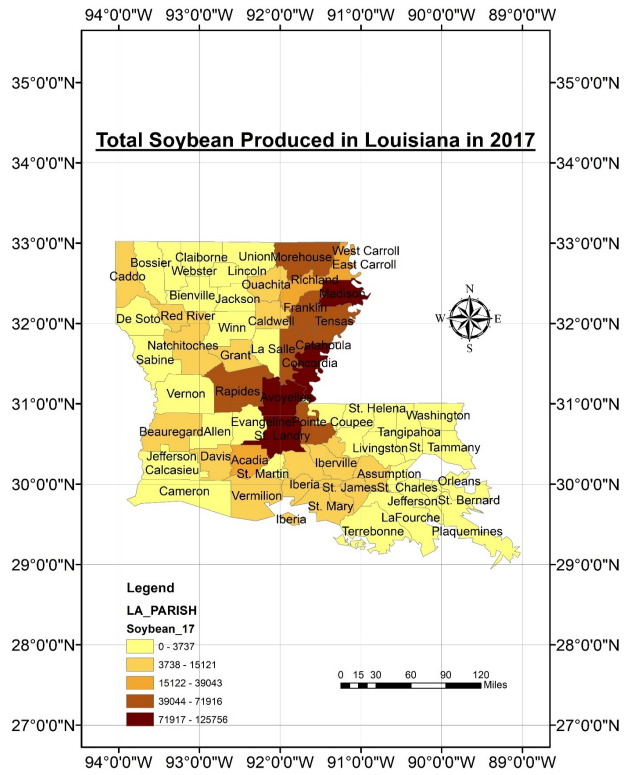 94°0'0"W 93°0'0"W 92°0'0"W 91°0'0"W 90°0'0"W 89°0'0"W
35°0'0"N 35°0'0"N
Total Soybean Produced in Louisiana in 2017
34°0'0"N 34°0'0"N
33°0'0"N 33°0'0"N
West Carroll
Claiborne Union Morehouse
Bossier East Carroll
Webster Lincoln
Caddo Richland
Ouachita
Bienville Jackson Madison
Franklin
N
De Soto Red River Caldwell Tensas
W E
32°0'0"N 32°0'0"N
Winn
S
Natchitoches La Salle Catahoula
Sabine Grant Concordia
Vernon Rapides Avoyelles
31°0'0"N 31°0'0"N
St. Helena Washington
Evangeline Pointe Coupee
Beauregard Allen St. Landry Tangipahoa
Livingston St. Tammany
Jefferson Davis Acadia Iberville
Calcasieu St. Martin Assumption
30°0'0"N 30°0'0"N
Cameron Iberia St. James St. Charles Orleans
Vermilion Jefferson St. Bernard
St. Mary
Iberia LaFourche
Terrebonne Plaquemines
29°0'0"N 29°0'0"N
Legend
LA_PARISH
Soybean_17
0 - 3737
3738 - 15121
15122 - 39043
39044 - 71916
71917 - 125756
28°0'0"N 28°0'0"N
0 15 30 60 90 120
Miles
27°0'0"N 27°0'0"N
94°0'0"W 93°0'0"W 92°0'0"W 91°0'0"W 90°0'0"W 89°0'0"W